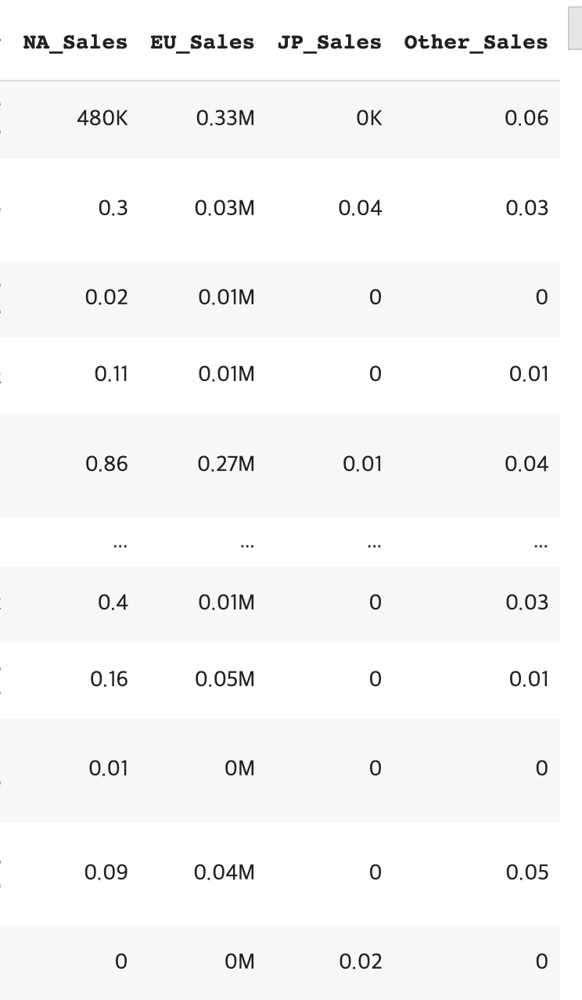 NA_Sales EU_Sales JP_Sales Other_Sales
480K 0.33M 0K 0.06
0.3 0.03M 0.04 0.03
0.02 0.01M 0 0
0.11 0.01M 0 0.01
0.86 0.27M 0.01 0.04
... ... ... ...
0.4 0.01M 0 0.03
0.16 0.05M 0 0.01
0.01 0M 0 0
0.09 0.04M 0 0.05
0 0M 0.02 0